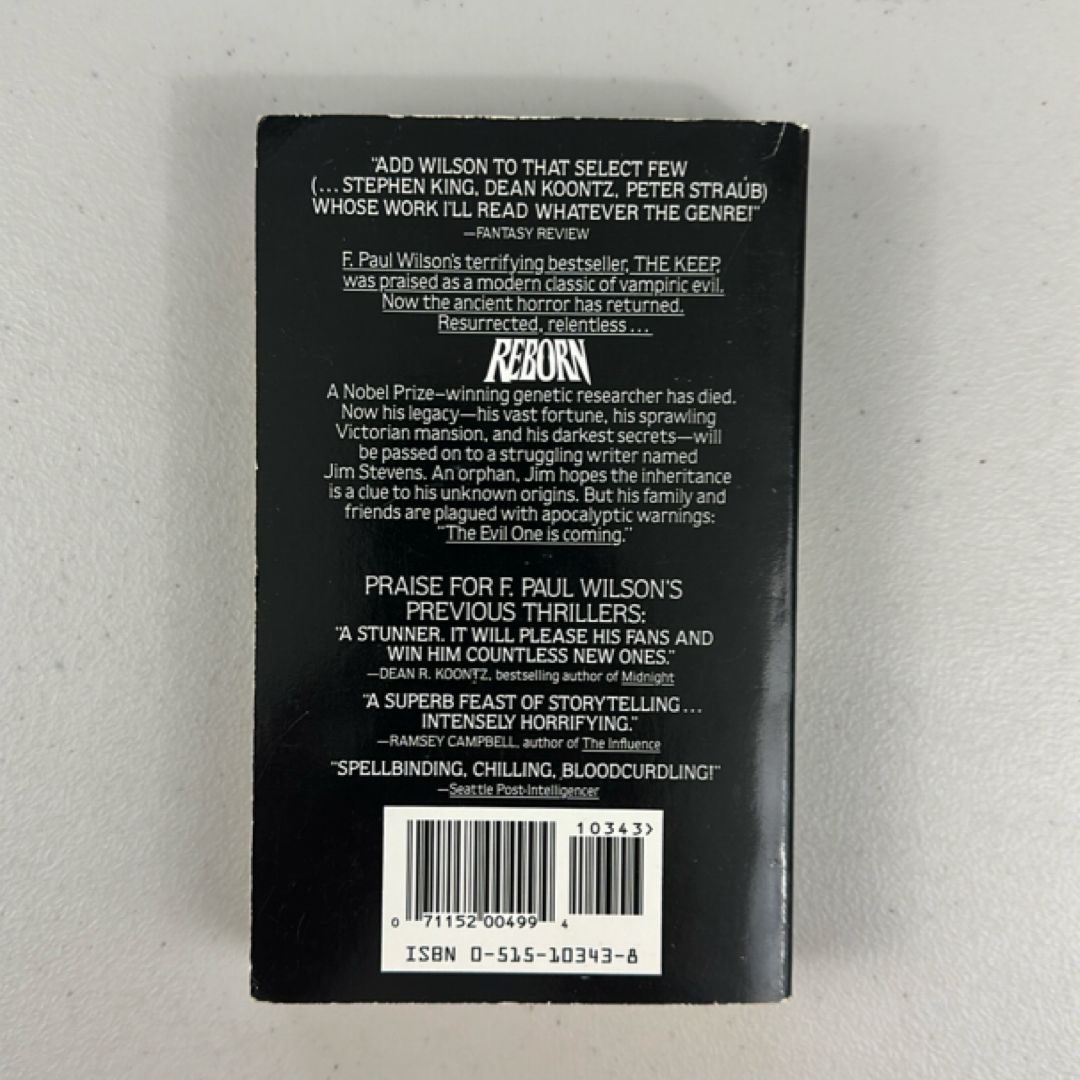 "ADD WILSON TO THAT SELECT FEW
(... STEPHEN KING, DEAN KOONTZ, PETER STRAUB)
WHOSE WORK I'LL READ WHATEVER THE GENRE!"
—FANTASY REVIEW
F. Paul Wilson's terrifying bestseller, THE KEEP,
was praised as a modern classic of vampiric evil.
Now the ancient horror has returned.
Resurrected, relentless...
REBORN
A Nobel Prize–winning genetic researcher has died.
Now his legacy—his vast fortune, his sprawling
Victorian mansion, and his darkest secrets—will
be passed on to a struggling writer named
Jim Stevens. An orphan, Jim hopes the inheritance
is a clue to his unknown origins. But his family and
friends are plagued with apocalyptic warnings:
"The Evil One is coming."
PRAISE FOR F. PAUL WILSON'S
PREVIOUS THRILLERS:
"A STUNNER. IT WILL PLEASE HIS FANS AND
WIN HIM COUNTLESS NEW ONES."
—DEAN R. KOONTZ, bestselling author of Midnight
"A SUPERB FEAST OF STORYTELLING...
INTENSELY HORRIFYING."
—RAMSEY CAMPBELL, author of The Influence
"SPELLBINDING, CHILLING, BLOODCURDLING!"
—Seattle Post-Intelligencer
10343>
0 71152 00499 4
ISBN 0-515-10343-8